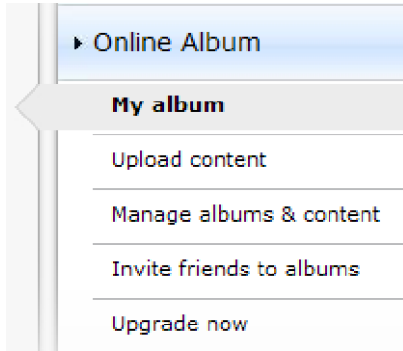 Online Album
My album
Upload content
Manage albums & content
Invite friends to albums
Upgrade now